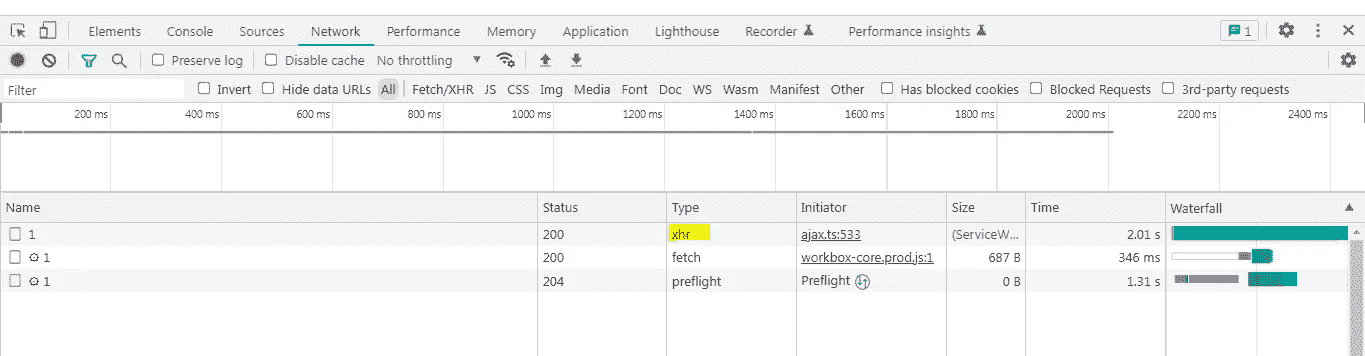 Elements Console Sources Network Performance Memory Application Lighthouse Recorder Performance insights 1
Preserve log Disable cache No throttling
Filter Invert Hide data URLs All Fetch/XHR JS CSS Img Media Font Doc WS Wasm Manifest Other Has blocked cookies Blocked Requests 3rd-party requests
200 ms 400 ms 600 ms 800 ms 1000 ms 1200 ms 1400 ms 1600 ms 1800 ms 2000 ms 2200 ms 2400 ms
Name Status Type Initiator Size Time Waterfall
1 200 xhr ajax.ts:533 (ServiceW... 2.01 s
1 200 fetch workbox-core.prod.js:1 687 B 346 ms
1 204 preflight Preflight 0 B 1.31 s